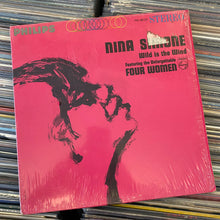 PHILIPS
STEREO
NINA SIMONE
Wild is the Wind
Featuring the Unforgettable
FOUR WOMEN